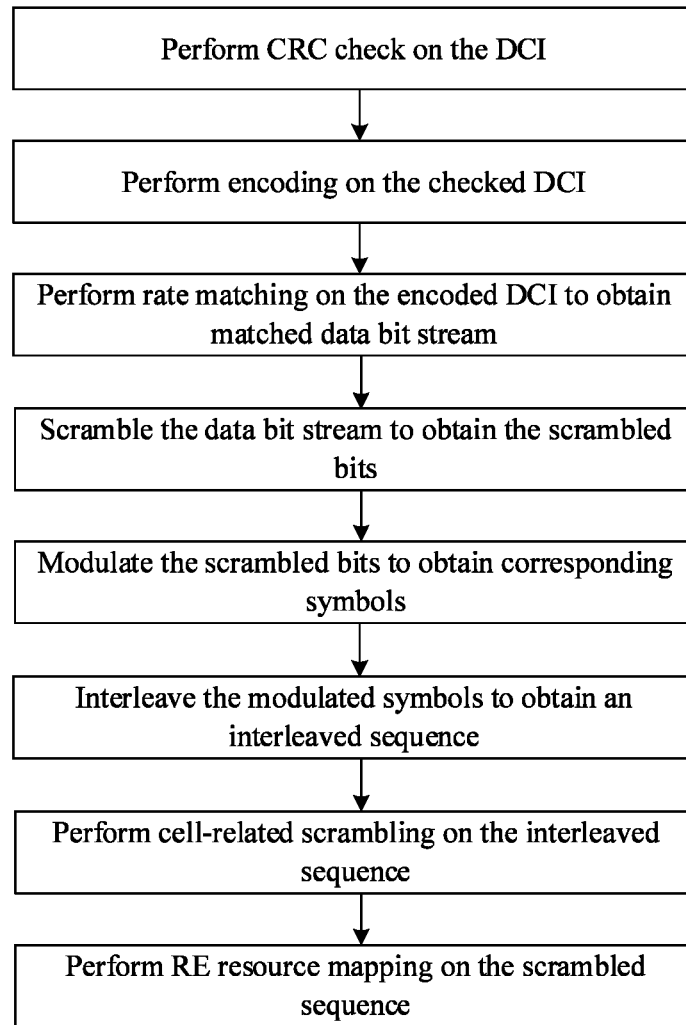 Perform CRC check on the DCI
Perform encoding on the checked DCI
Perform rate matching on the encoded DCI to obtain
matched data bit stream
Scramble the data bit stream to obtain the scrambled
bits
Modulate the scrambled bits to obtain corresponding
symbols
Interleave the modulated symbols to obtain an
interleaved sequence
Perform cell-related scrambling on the interleaved
sequence
Perform RE resource mapping on the scrambled
sequence